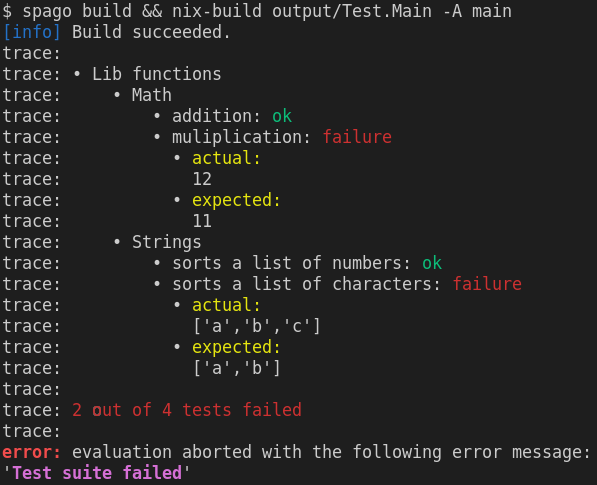 $ spago build && nix-build output/Test.Main -A main
[info] Build succeeded.
trace:
trace: • Lib functions
trace:     • Math
trace:         • addition: ok
trace:         • muliplication: failure
trace:           • actual:
trace:             12
trace:           • expected:
trace:             11
trace:     • Strings
trace:         • sorts a list of numbers: ok
trace:         • sorts a list of characters: failure
trace:           • actual:
trace:             ['a','b','c']
trace:           • expected:
trace:             ['a','b']
trace:
trace: 2 out of 4 tests failed
trace:
error: evaluation aborted with the following error message:
'Test suite failed'